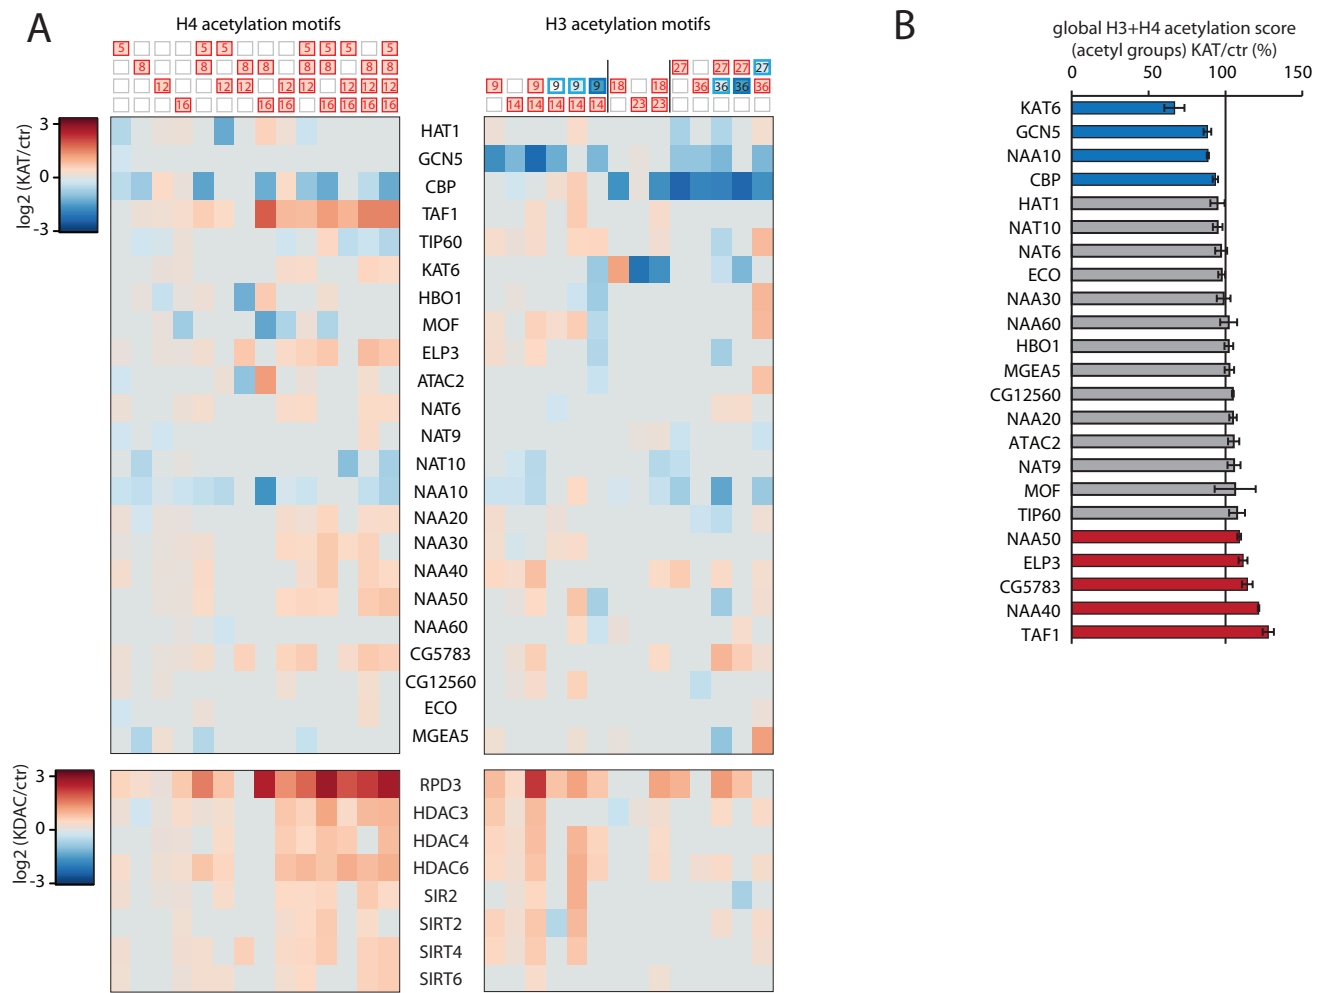 A
H4 acetylation motifs
5 5 5 5 5 5 5
8 8 8 8 8 8 8 8
12 12 12 12 12 12 12 12
16 16 16 16 16 16 16
H3 acetylation motifs
27 27 27 27
9 9 9 9 9 18 18 36 36 36 36
14 14 14 14 14 23 23
log2 (KAT/ctr)
3
0
-3
HAT1
GCN5
CBP
TAF1
TIP60
KAT6
HBO1
MOF
ELP3
ATAC2
NAT6
NAT9
NAT10
NAA10
NAA20
NAA30
NAA40
NAA50
NAA60
CG5783
CG12560
ECO
MGEA5
log2 (KDAC/ctr)
3
0
-3
RPD3
HDAC3
HDAC4
HDAC6
SIR2
SIRT2
SIRT4
SIRT6
B
global H3+H4 acetylation score
(acetyl groups) KAT/ctr (%)
0 50 100 150
KAT6
GCN5
NAA10
CBP
HAT1
NAT10
NAT6
ECO
NAA30
NAA60
HBO1
MGEA5
CG12560
NAA20
ATAC2
NAT9
MOF
TIP60
NAA50
ELP3
CG5783
NAA40
TAF1